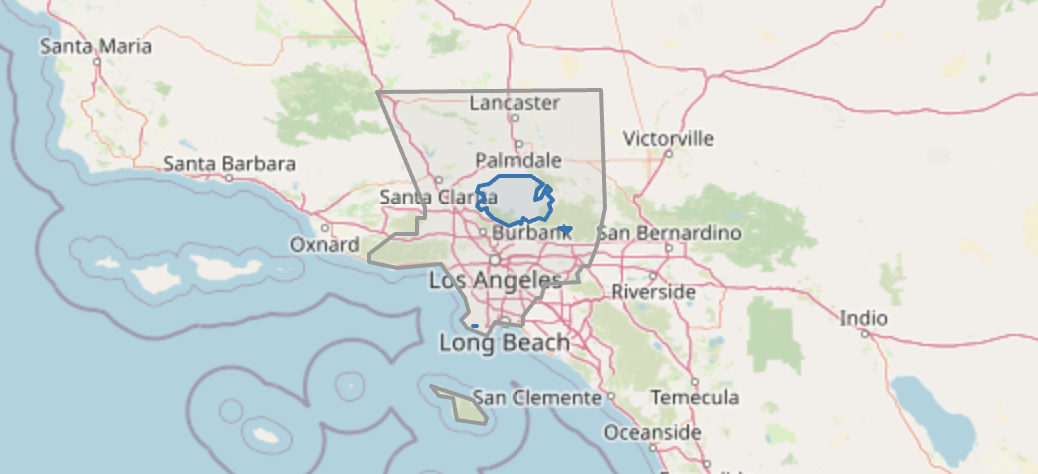 Santa Maria
Lancaster
Victorville
Palmdale
Santa Barbara
Santa Clarita
Burbank
San Bernardino
Oxnard
Los Angeles
Riverside
Indio
Long Beach
San Clemente
Temecula
Oceanside